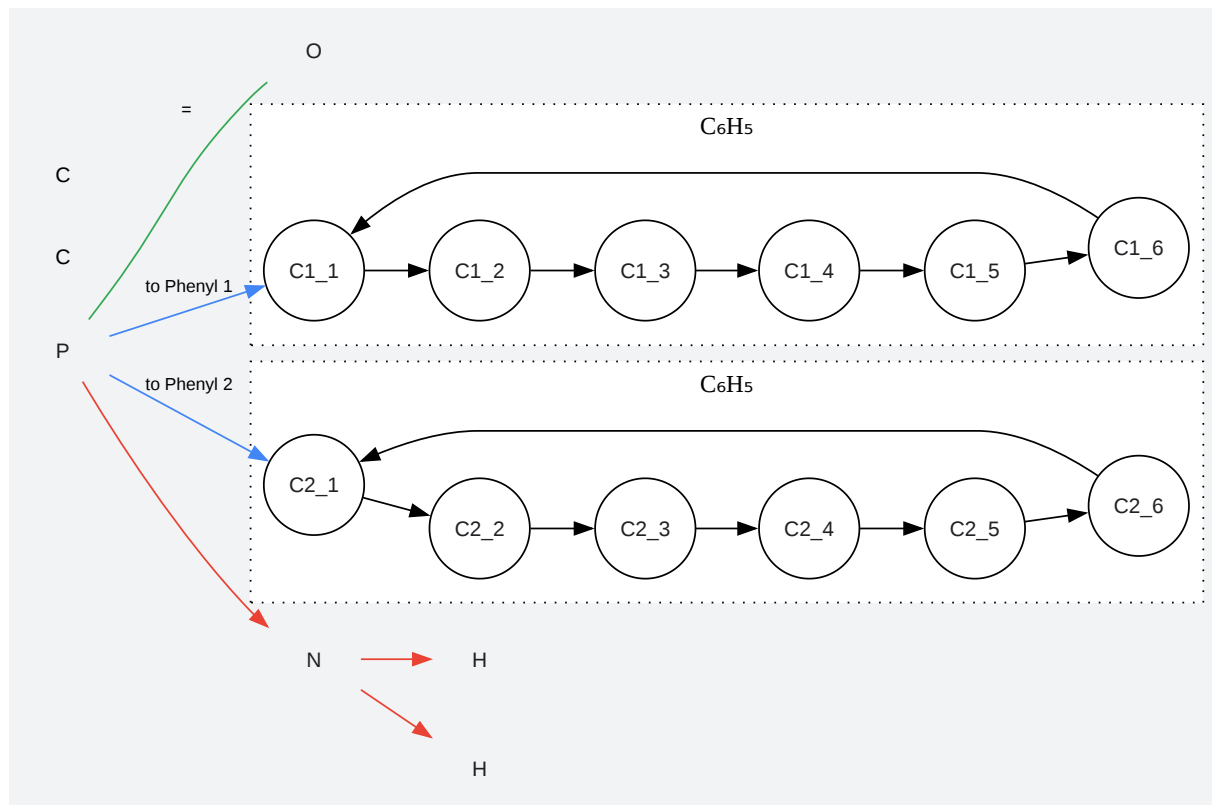 O
=
C
C
P
to Phenyl 1
to Phenyl 2
C₆H₅
C1_1
C1_2
C1_3
C1_4
C1_5
C1_6
C₆H₅
C2_1
C2_2
C2_3
C2_4
C2_5
C2_6
N
H
H